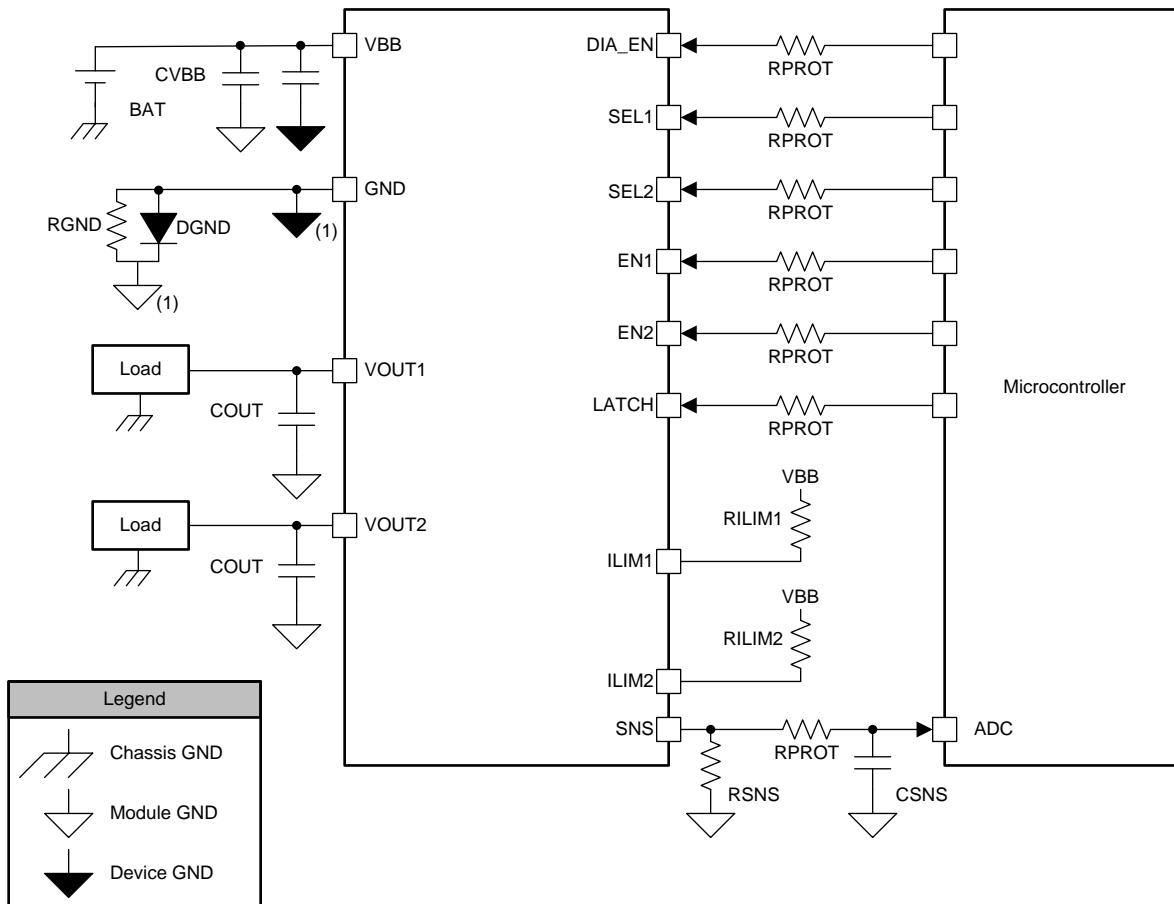 VBB
CVBB
BAT
GND
RGND
DGND
(1)
(1)
Load
VOUT1
COUT
Load
VOUT2
COUT
DIA_EN
RPROT
SEL1
RPROT
SEL2
RPROT
EN1
RPROT
EN2
RPROT
LATCH
RPROT
Microcontroller
VBB
RILIM1
ILIM1
VBB
RILIM2
ILIM2
SNS
RPROT
ADC
RSNS
CSNS
Legend
Chassis GND
Module GND
Device GND